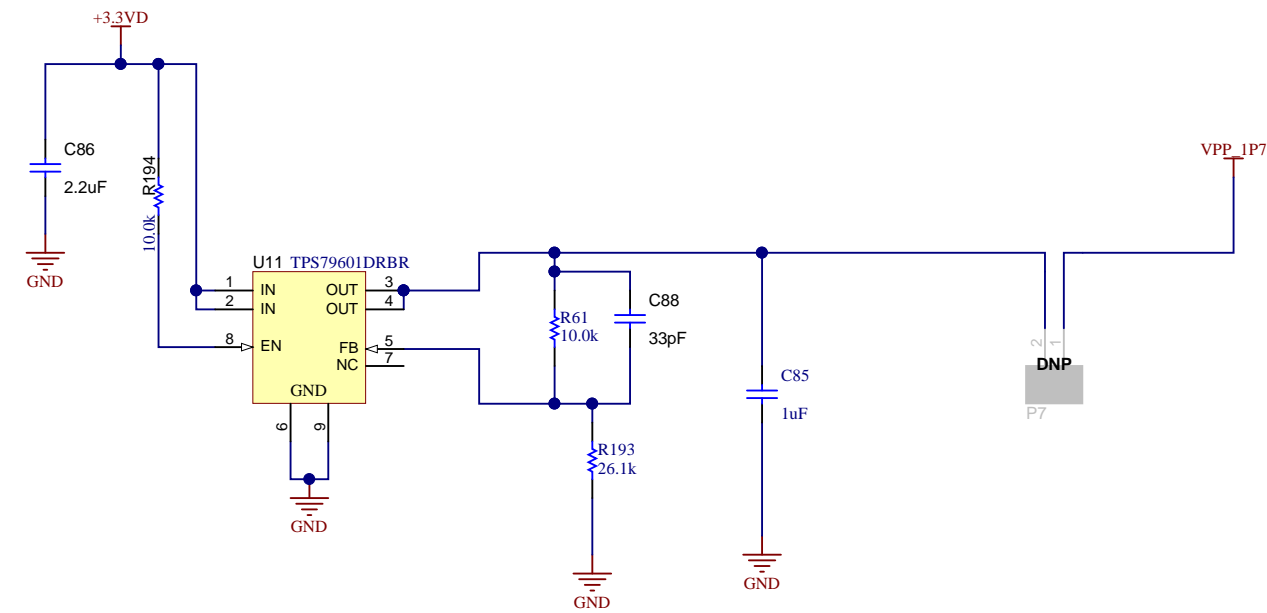 +3.3VD
C86
2.2uF
GND
R194
10.0k
U11 TPS79601DRBR
1 IN
2 IN
8 EN
OUT 3
OUT 4
FB 5
NC 7
GND
6 9
GND
R61
10.0k
C88
33pF
R193
26.1k
GND
C85
1uF
GND
VPP_1P7
2 1
DNP
P7